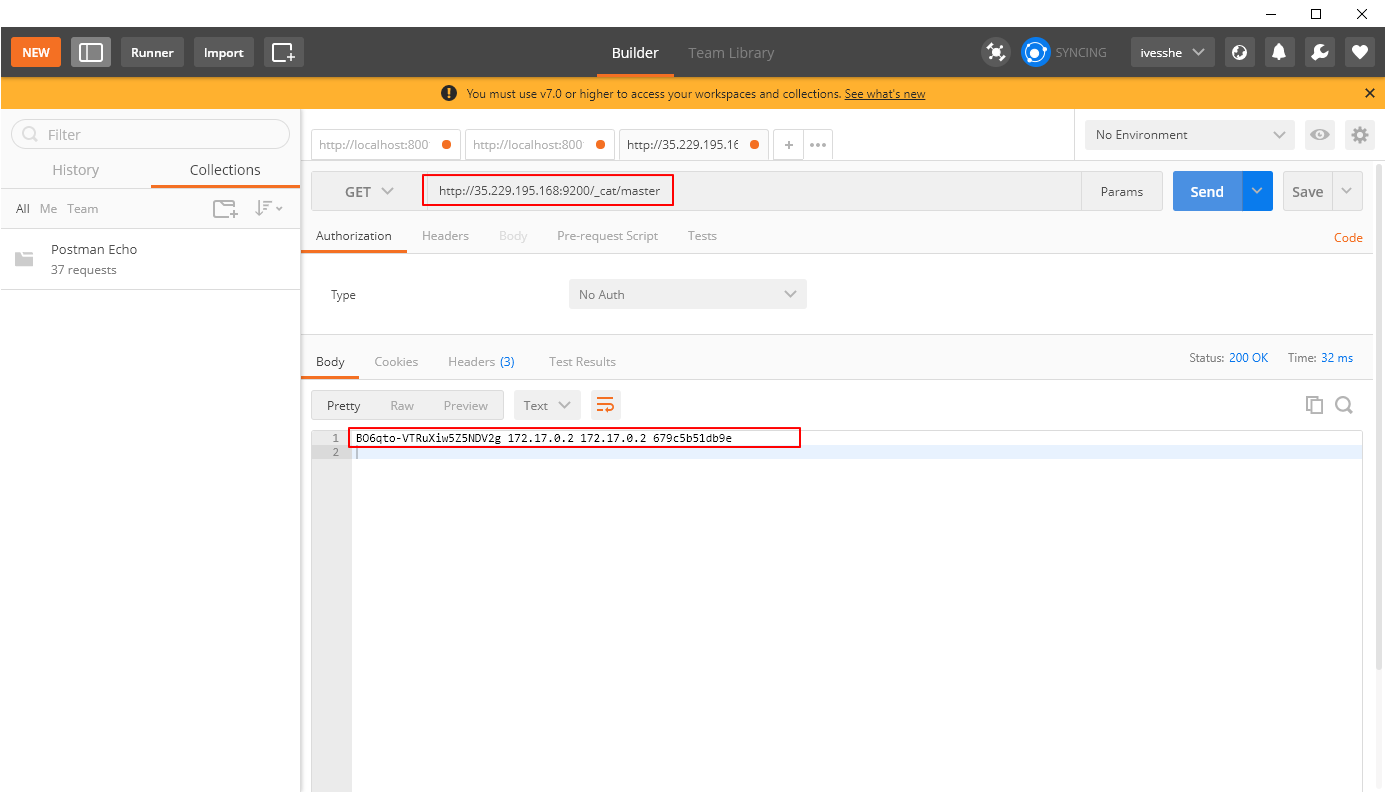 NEW
Runner
Import
Builder
Team Library
SYNCING
ivesshe
You must use v7.0 or higher to access your workspaces and collections. See what's new
Filter
History
Collections
All
Me
Team
Postman Echo
37 requests
http://localhost:800
http://localhost:800
http://35.229.195.16
No Environment
GET
http://35.229.195.168:9200/_cat/master
Params
Send
Save
Authorization
Headers
Body
Pre-request Script
Tests
Code
Type
No Auth
Body
Cookies
Headers (3)
Test Results
Status: 200 OK
Time: 32 ms
Pretty
Raw
Preview
Text
1 BO6qto-VTRuXiw5Z5NDV2g 172.17.0.2 172.17.0.2 679c5b51db9e
2